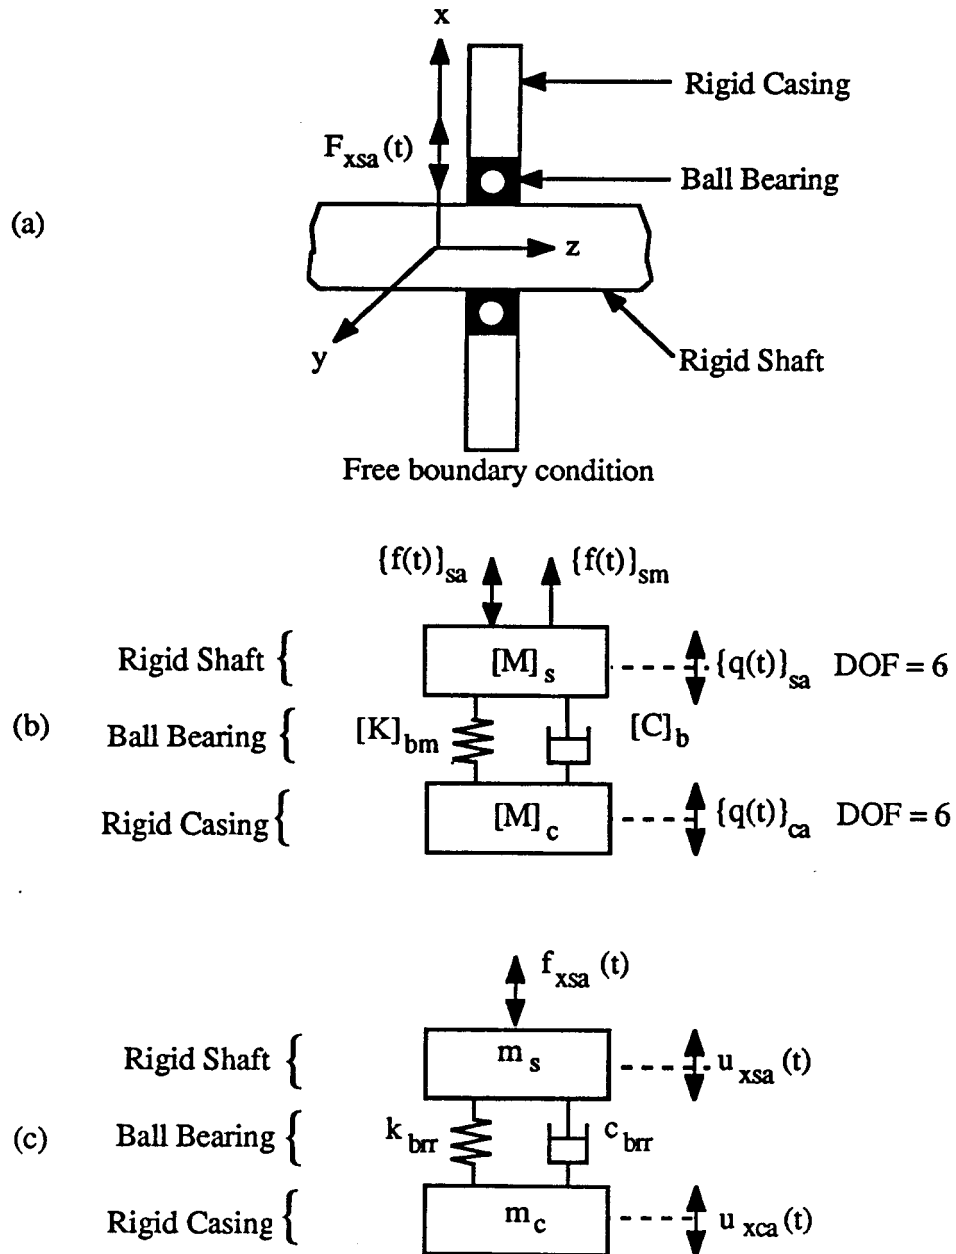 x
Rigid Casing
F_xsa (t)
Ball Bearing
(a)
z
y
Rigid Shaft
Free boundary condition
{f(t)}_sa {f(t)}_sm
Rigid Shaft { [M]_s {q(t)}_sa DOF = 6
(b) Ball Bearing { [K]_bm [C]_b
Rigid Casing { [M]_c {q(t)}_ca DOF = 6
f_xsa (t)
Rigid Shaft { m_s u_xsa (t)
(c) Ball Bearing { k_brr c_brr
Rigid Casing { m_c u_xca (t)